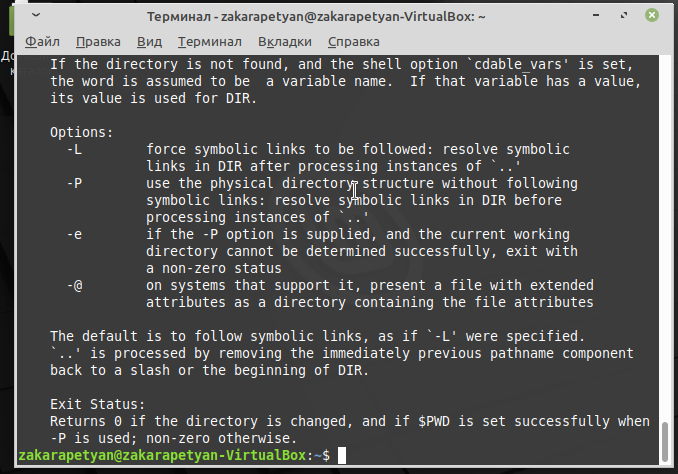 Терминал - zakarapetyan@zakarapetyan-VirtualBox: ~
Файл Правка Вид Терминал Вкладки Справка
If the directory is not found, and the shell option `cdable_vars' is set,
the word is assumed to be  a variable name.  If that variable has a value,
its value is used for DIR.
Options:
-L force symbolic links to be followed: resolve symbolic
links in DIR after processing instances of `..'
-P use the physical directory structure without following
symbolic links: resolve symbolic links in DIR before
processing instances of `..'
-e if the -P option is supplied, and the current working
directory cannot be determined successfully, exit with
a non-zero status
-@ on systems that support it, present a file with extended
attributes as a directory containing the file attributes
The default is to follow symbolic links, as if `-L' were specified.
`..' is processed by removing the immediately previous pathname component
back to a slash or the beginning of DIR.
Exit Status:
Returns 0 if the directory is changed, and if $PWD is set successfully when
-P is used; non-zero otherwise.
zakarapetyan@zakarapetyan-VirtualBox:~$